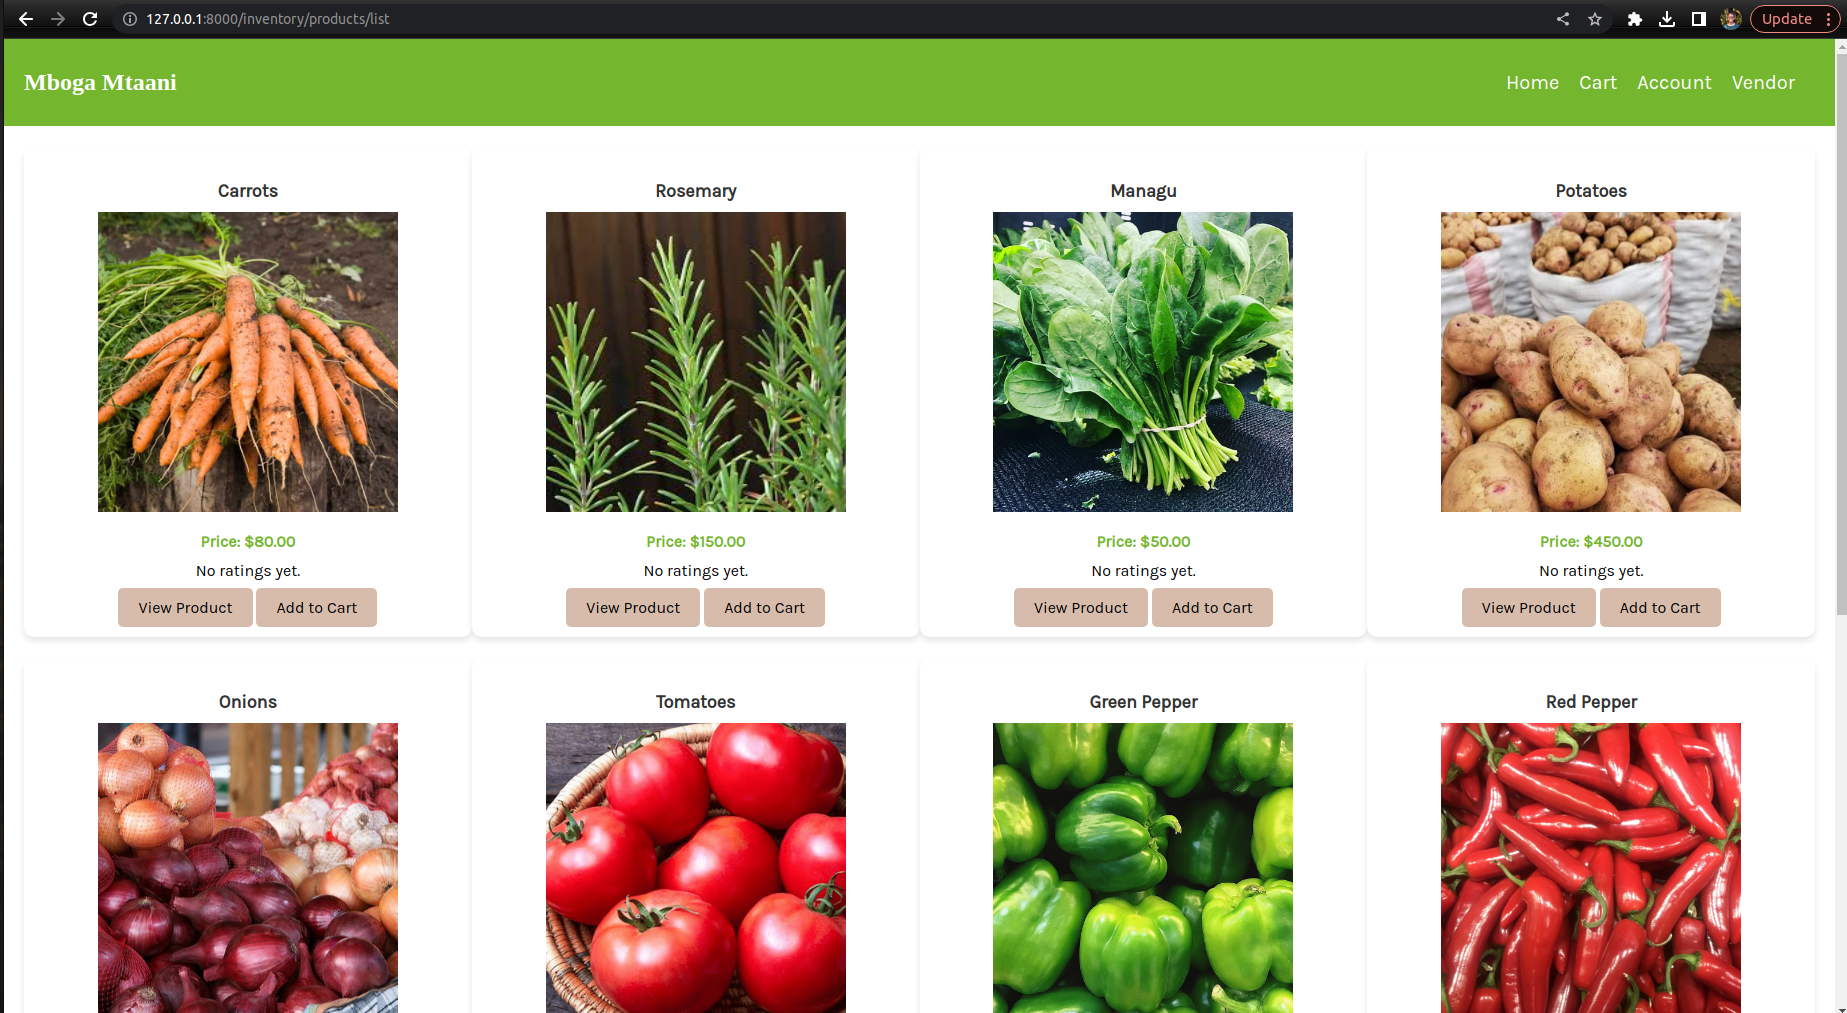 127.0.0.1:8000/inventory/products/list
Update
Mboga Mtaani
Home Cart Account Vendor
Carrots Rosemary Managu Potatoes
Price: $80.00 Price: $150.00 Price: $50.00 Price: $450.00
No ratings yet. No ratings yet. No ratings yet. No ratings yet.
View Product Add to Cart View Product Add to Cart View Product Add to Cart View Product Add to Cart
Onions Tomatoes Green Pepper Red Pepper